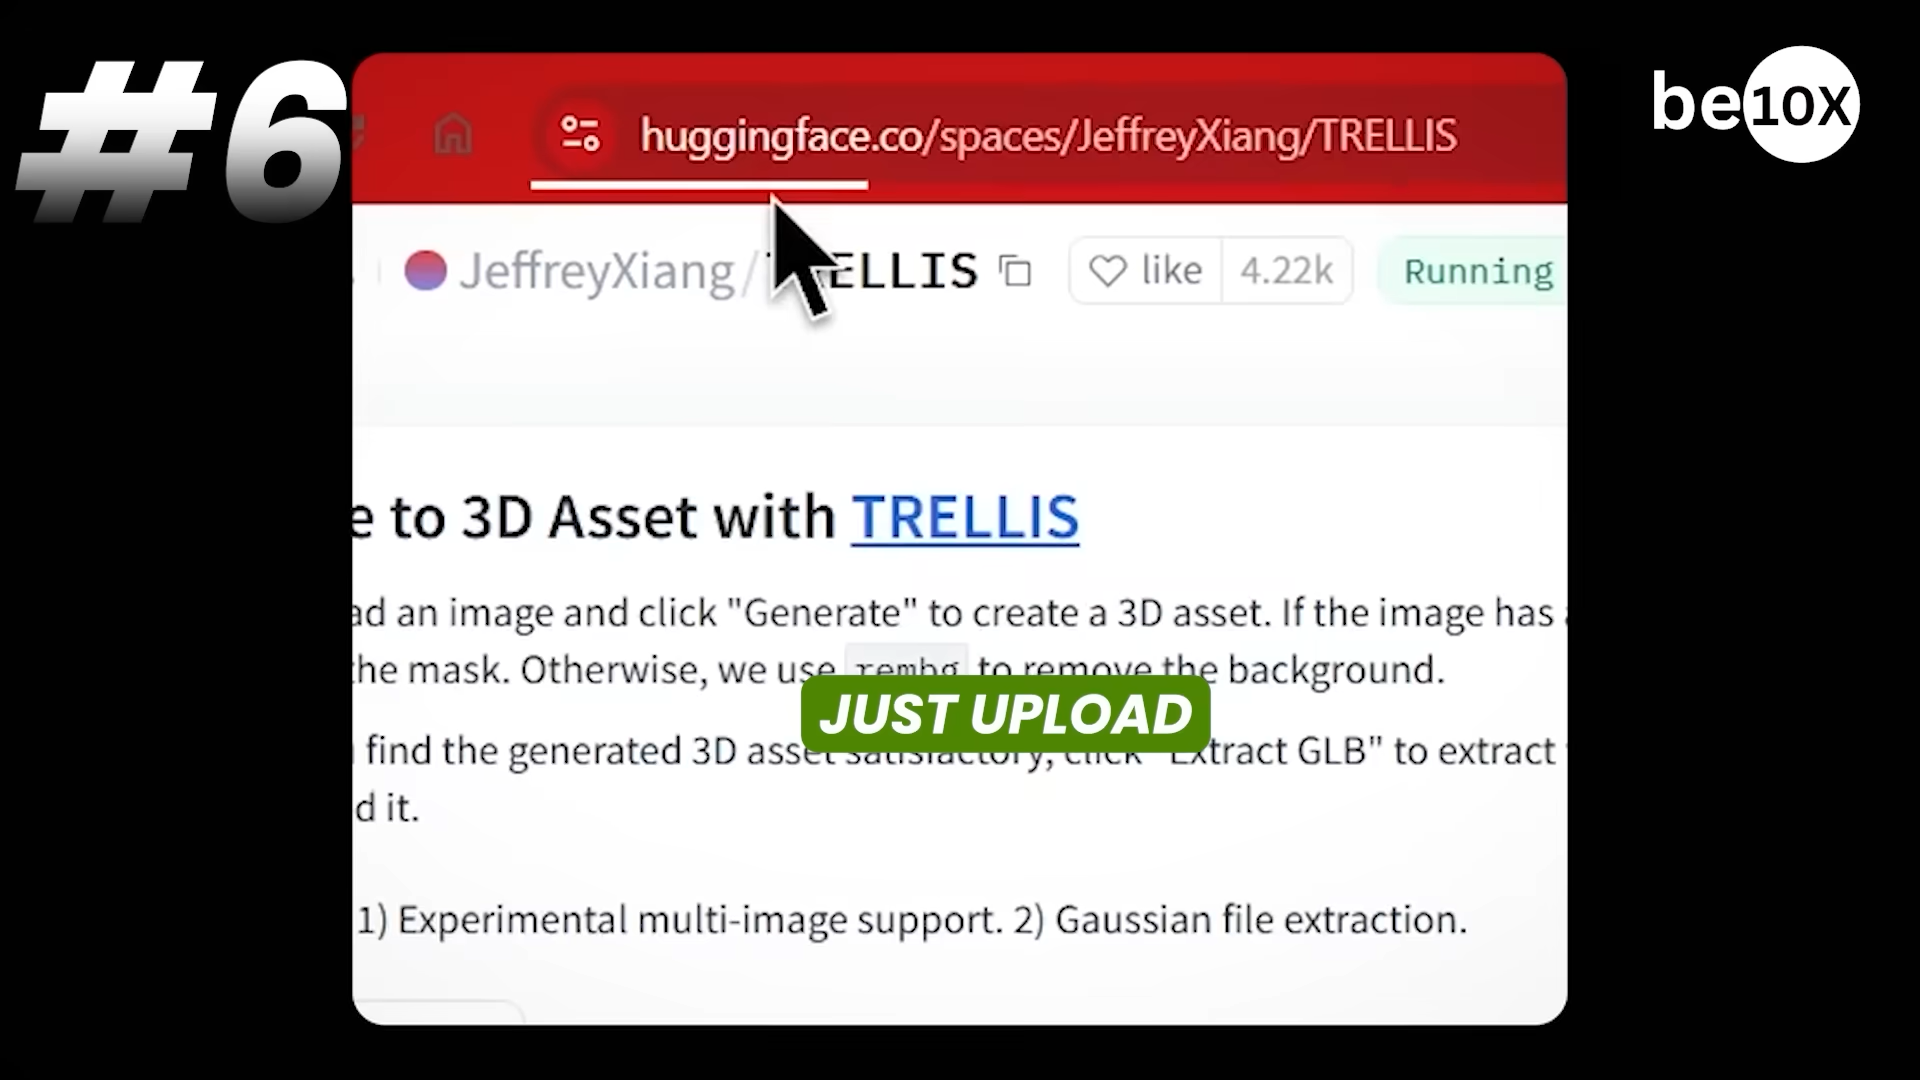 #6
huggingface.co/spaces/JeffreyXiang/TRELLIS
be10X
JeffreyXiang/TRELLIS like 4.22k Running
e to 3D Asset with TRELLIS
ad an image and click "Generate" to create a 3D asset. If the image has
the mask. Otherwise, we use rembg to remove the background.
JUST UPLOAD
find the generated 3D asset satisfactory, click "Extract GLB" to extract
d it.
1) Experimental multi-image support. 2) Gaussian file extraction.